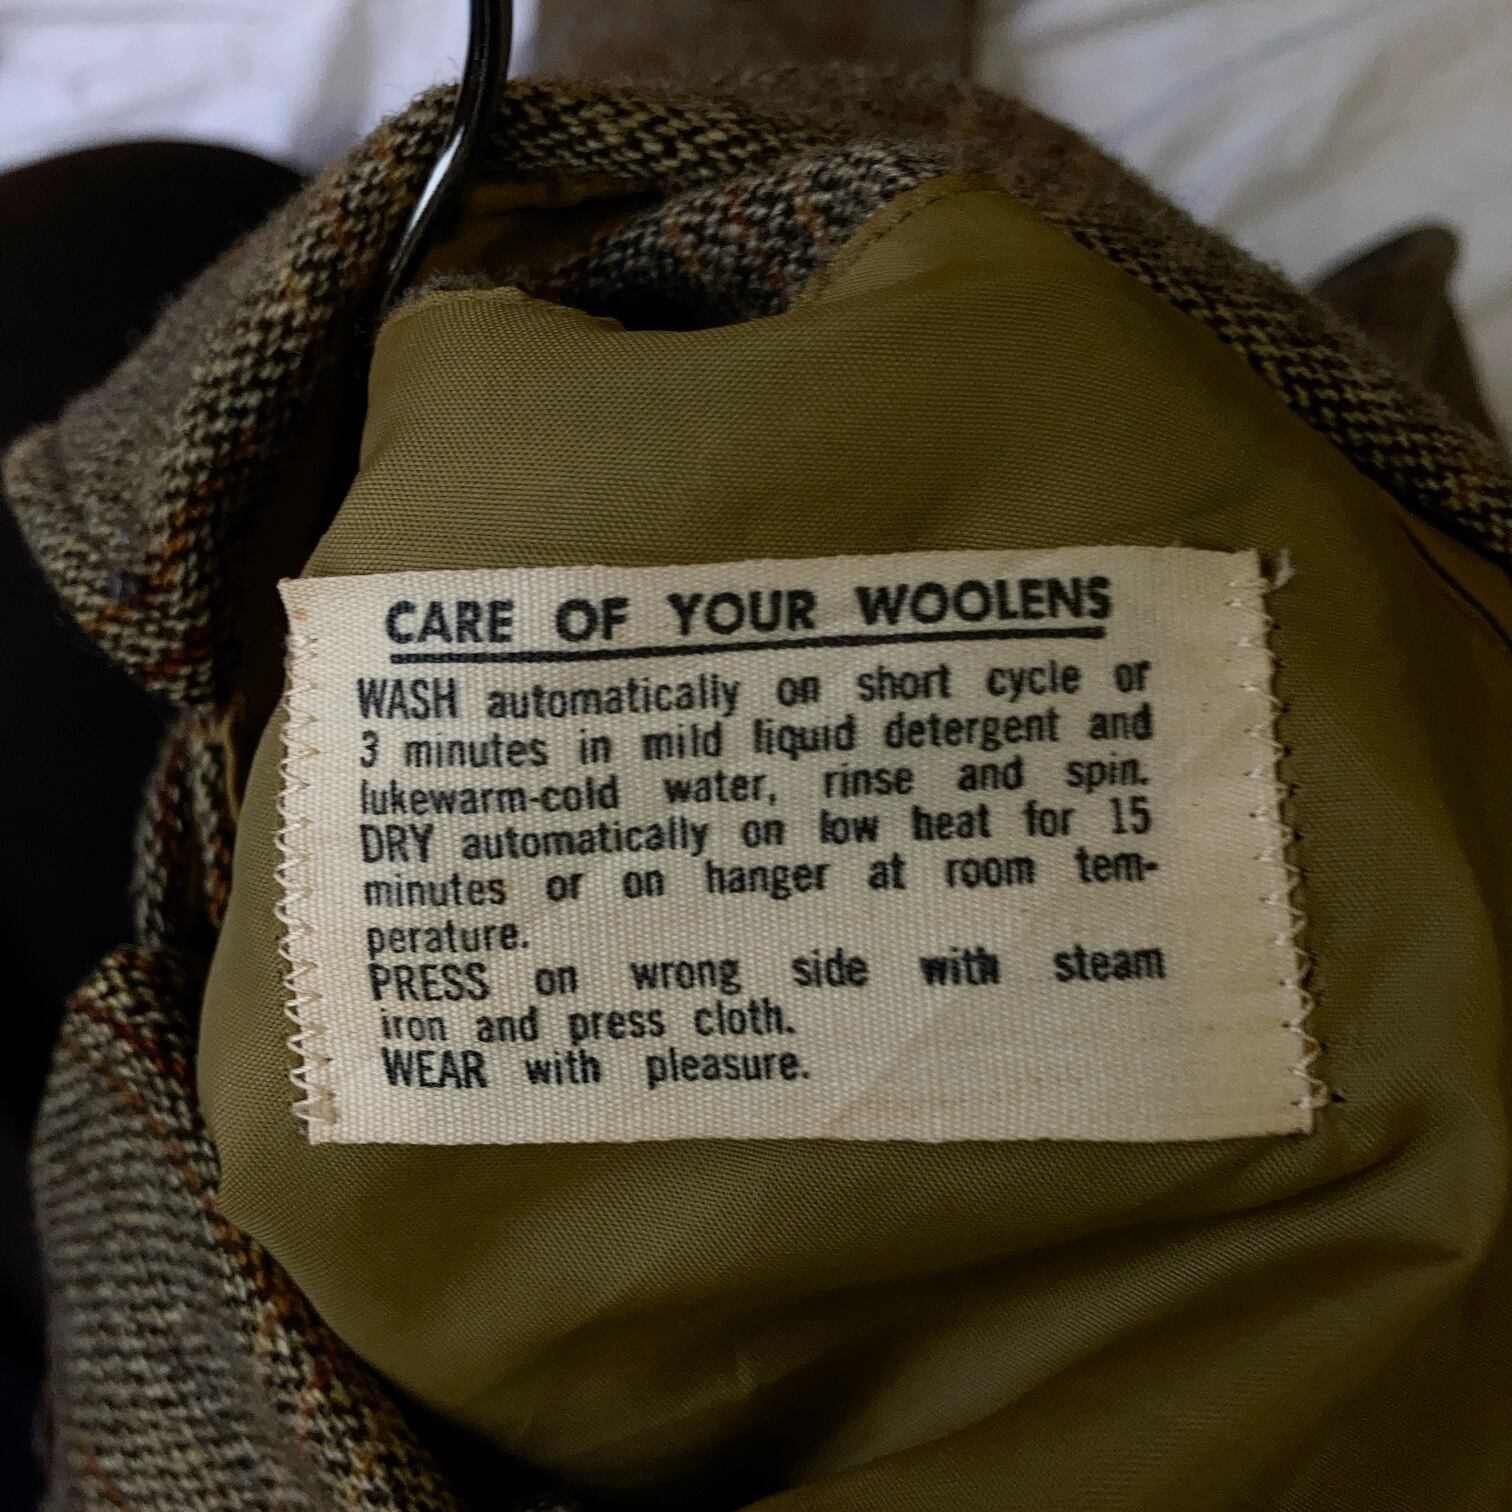 CARE OF YOUR WOOLENS
WASH automatically on short cycle or
3 minutes in mild liquid detergent and
lukewarm-cold water, rinse and spin.
DRY automatically on low heat for 15
minutes or on hanger at room tem-
perature.
PRESS on wrong side with steam
iron and press cloth.
WEAR with pleasure.